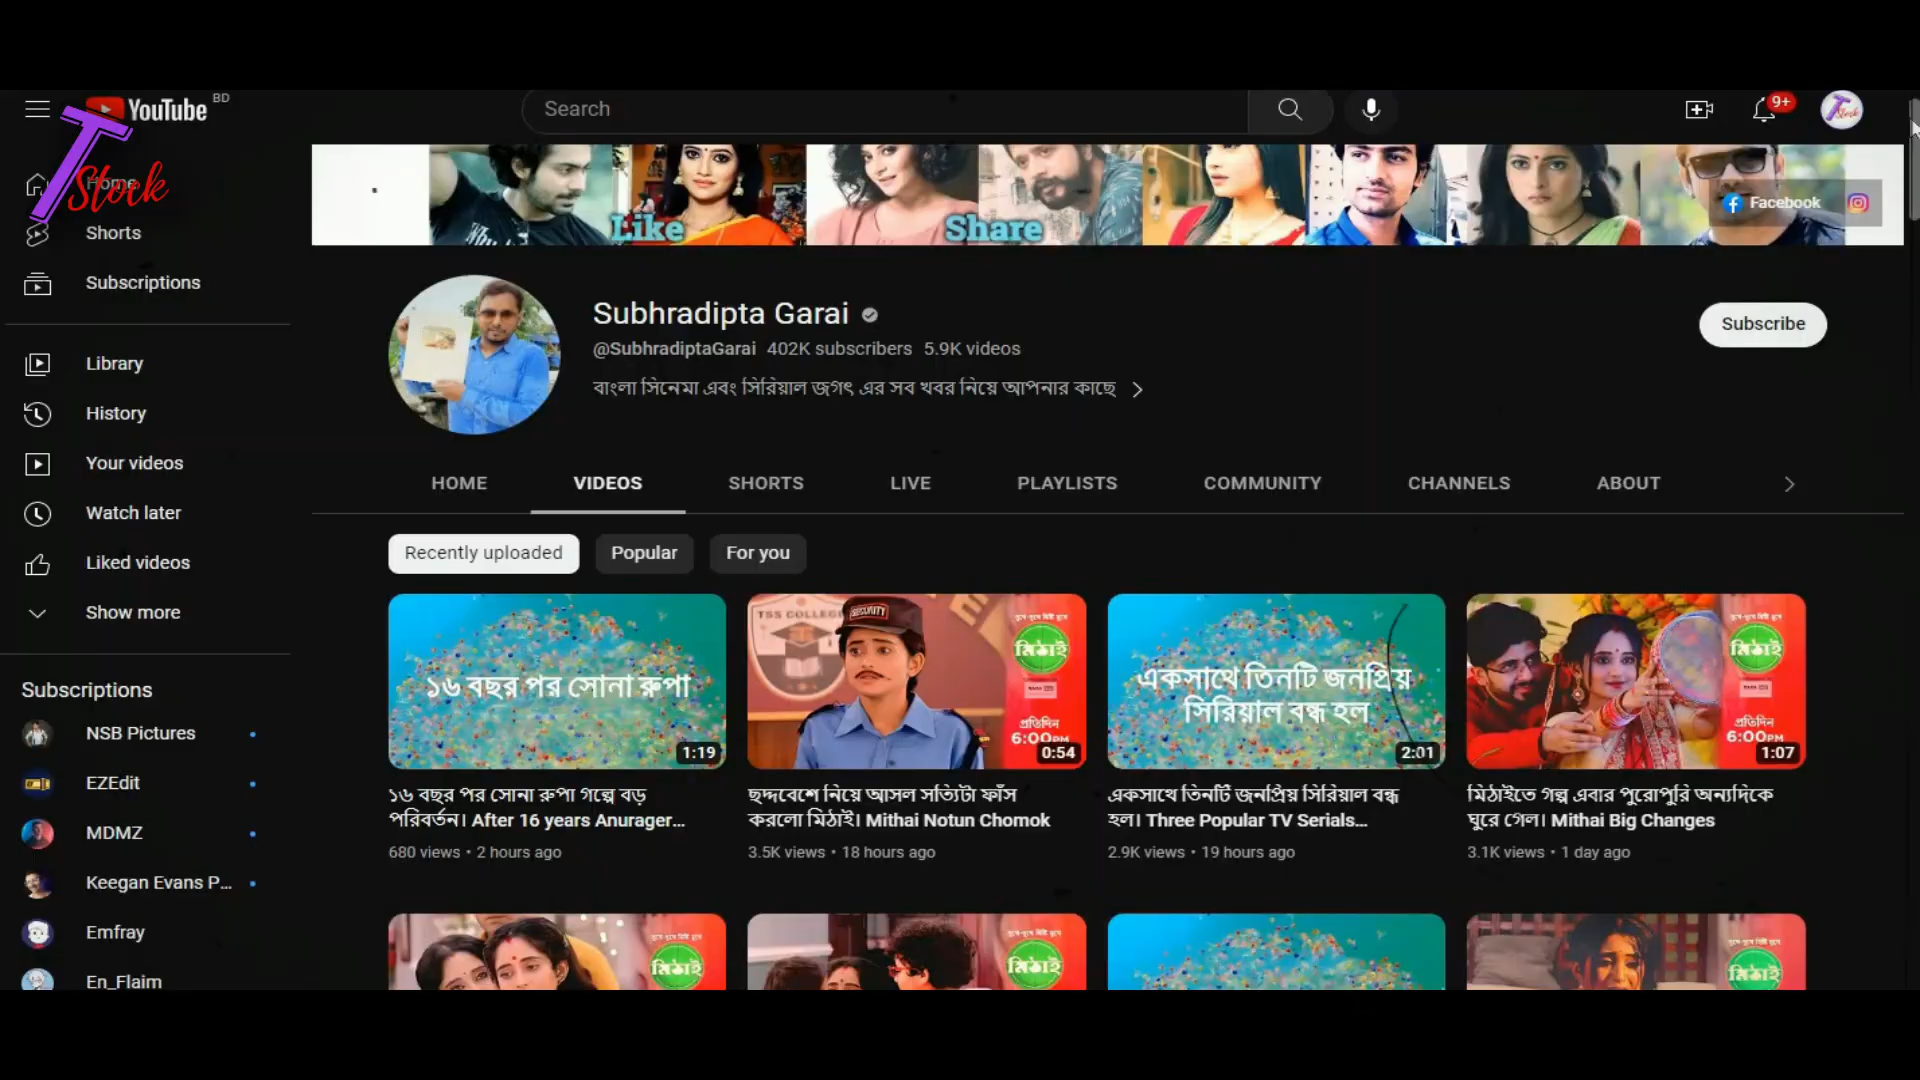 YouTube BD
Search
9+
T Stock
Home
Shorts
Subscriptions
Library
History
Your videos
Watch later
Liked videos
Show more
Subscriptions
NSB Pictures
EZEdit
MDMZ
Keegan Evans P...
Emfray
En_Flaim
Like
Share
Facebook
Subhradipta Garai
@SubhradiptaGarai 402K subscribers 5.9K videos
বাংলা সিনেমা এবং সিরিয়াল জগৎ এর সব খবর নিয়ে আপনার কাছে
Subscribe
HOME VIDEOS SHORTS LIVE PLAYLISTS COMMUNITY CHANNELS ABOUT
Recently uploaded Popular For you
১৬ বছর পর সোনা রুপা
1:19
TSS COLLEGE
SECURITY
মিঠাই
প্রতিদিন
6:00PM
0:54
একসাথে তিনটি জনপ্রিয়
সিরিয়াল বন্ধ হল
2:01
মিঠাই
প্রতিদিন
6:00PM
1:07
১৬ বছর পর সোনা রুপা গল্পে বড়
পরিবর্তন। After 16 years Anurager...
680 views • 2 hours ago
ছদ্দবেশে নিয়ে আসল সত্যিটা ফাঁস
করলো মিঠাই। Mithai Notun Chomok
3.5K views • 18 hours ago
একসাথে তিনটি জনপ্রিয় সিরিয়াল বন্ধ
হল। Three Popular TV Serials...
2.9K views • 19 hours ago
মিঠাইতে গল্প এবার পুরোপুরি অন্যদিকে
ঘুরে গেল। Mithai Big Changes
3.1K views • 1 day ago
মিঠাই
মিঠাই
মিঠাই